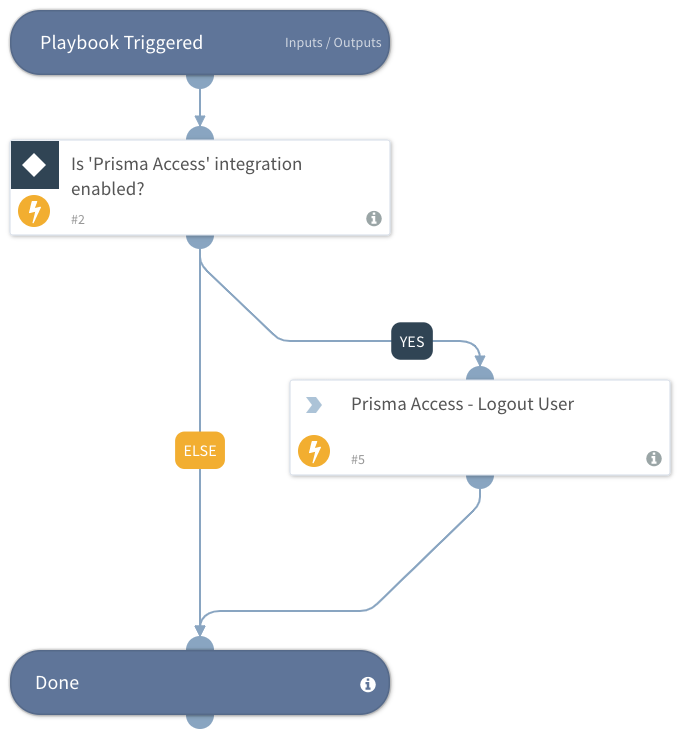 Playbook Triggered
Inputs / Outputs
Is 'Prisma Access' integration
enabled?
#2
YES
Prisma Access - Logout User
#5
ELSE
Done